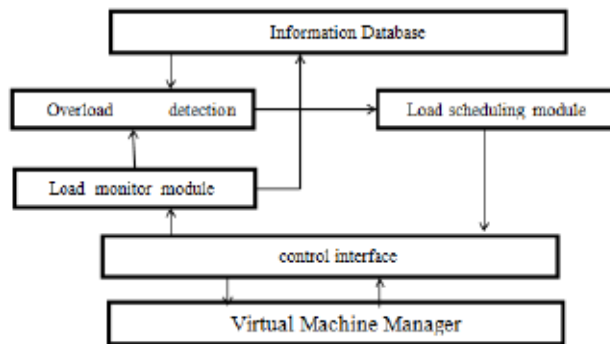 Information Database
Overload detection
Load scheduling module
Load monitor module
control interface
Virtual Machine Manager